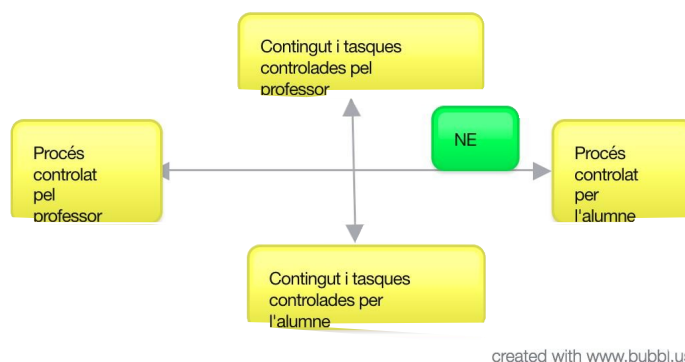 Contingut i tasques
controlades pel
professor
NE
Procés
controlat
pel
professor
Procés
controlat
per
l'alumne
Contingut i tasques
controlades per
l'alumne
created with www.bubbl.us